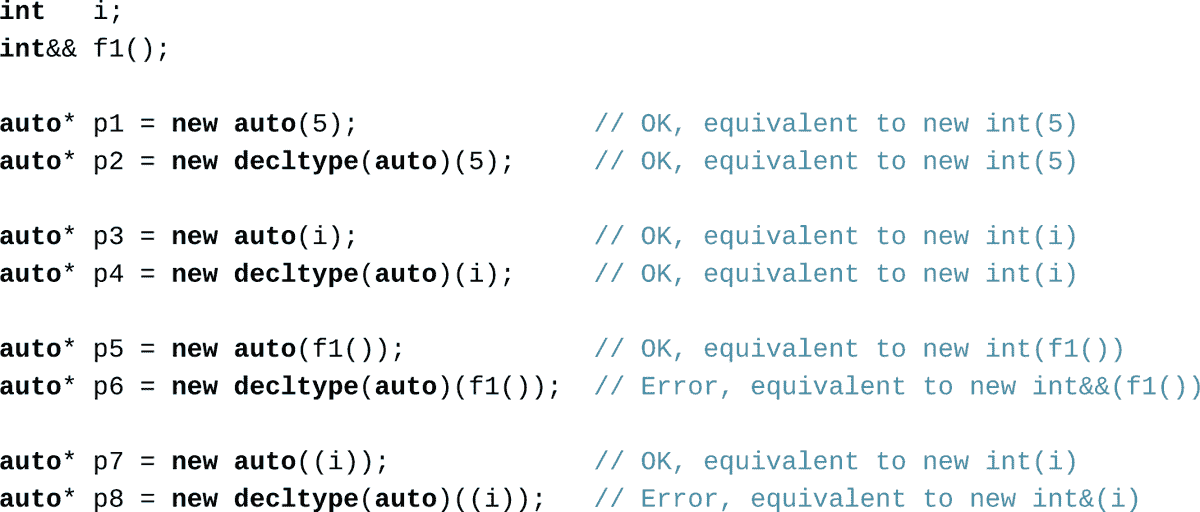 int   i;
int&& f1();

auto* p1 = new auto(5);               // OK, equivalent to new int(5)
auto* p2 = new decltype(auto)(5);     // OK, equivalent to new int(5)

auto* p3 = new auto(i);               // OK, equivalent to new int(i)
auto* p4 = new decltype(auto)(i);     // OK, equivalent to new int(i)

auto* p5 = new auto(f1());            // OK, equivalent to new int(f1())
auto* p6 = new decltype(auto)(f1());  // Error, equivalent to new int&&(f1())

auto* p7 = new auto((i));             // OK, equivalent to new int(i)
auto* p8 = new decltype(auto)((i));   // Error, equivalent to new int&(i)